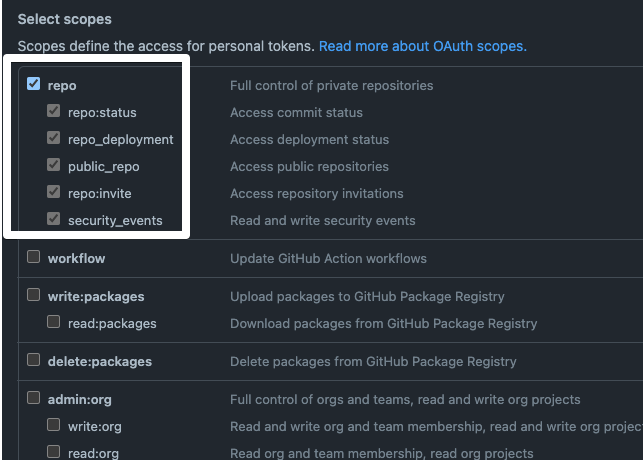 Select scopes
Scopes define the access for personal tokens. Read more about OAuth scopes.
repo Full control of private repositories
repo:status Access commit status
repo_deployment Access deployment status
public_repo Access public repositories
repo:invite Access repository invitations
security_events Read and write security events
workflow Update GitHub Action workflows
write:packages Upload packages to GitHub Package Registry
read:packages Download packages from GitHub Package Registry
delete:packages Delete packages from GitHub Package Registry
admin:org Full control of orgs and teams, read and write org projects
write:org Read and write org and team membership, read and write org
read:org Read org and team membership, read org projects